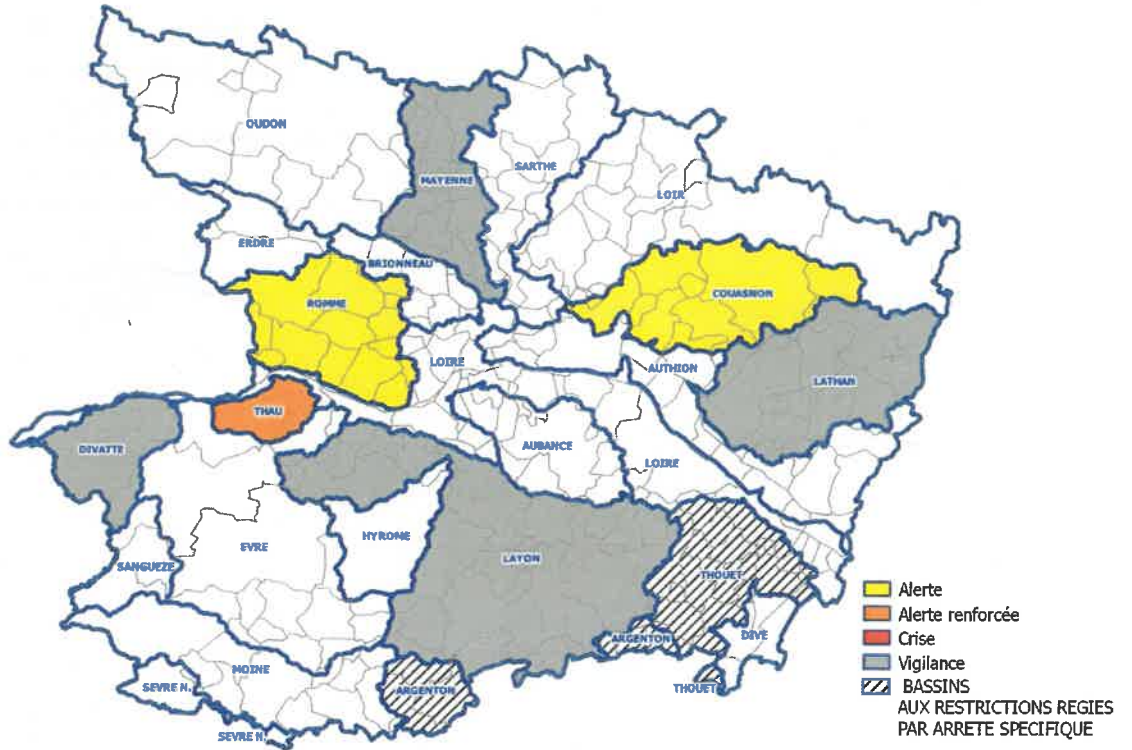 OUDON
MAYENNE
SARTHE
LOIR
ERDRE
BRIONNEAU
ROMME
COUASNON
LOIRE
AUTHION
LATHAN
THAU
DIVATTE
AUBANCE
LOIRE
EVRE
HYROME
LAYON
SANGUEZE
THOUET
ARGENTON
DIVE
MOINE
SEVRE N.
ARGENTON
THOUET
SEVRE N.
Alerte
Alerte renforcée
Crise
Vigilance
BASSINS
AUX RESTRICTIONS REGIES
PAR ARRETE SPECIFIQUE